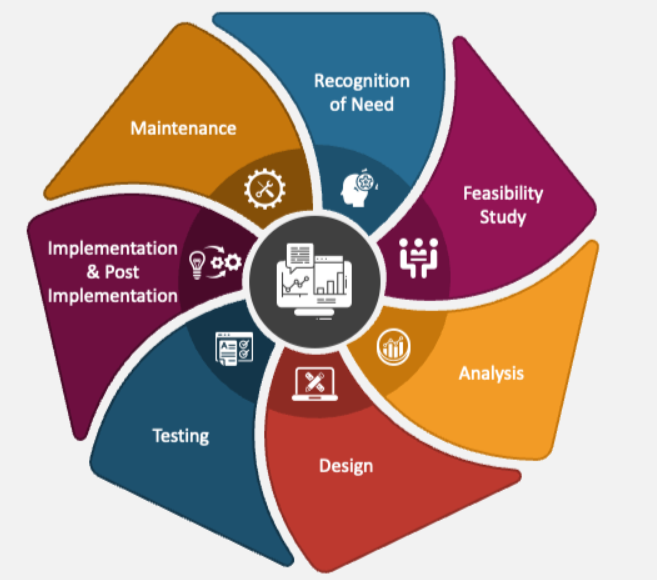 Recognition
of Need
Feasibility
Study
Analysis
Design
Testing
Implementation
& Post
Implementation
Maintenance